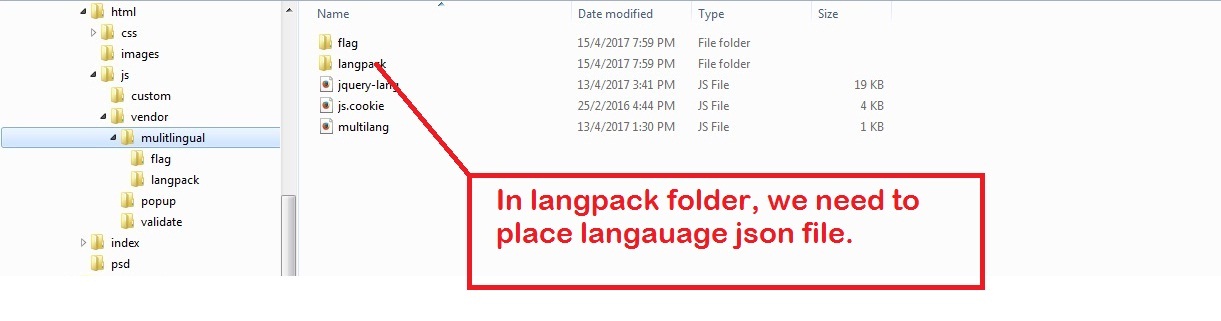 html
css
images
js
custom
vendor
mulitlingual
flag
langpack
popup
validate
index
psd
Name Date modified Type Size
flag 15/4/2017 7:59 PM File folder
langpack 15/4/2017 7:59 PM File folder
jquery-lang 13/4/2017 3:41 PM JS File 19 KB
js.cookie 25/2/2016 4:44 PM JS File 4 KB
multilang 13/4/2017 1:30 PM JS File 1 KB
In langpack folder, we need to
place langauage json file.